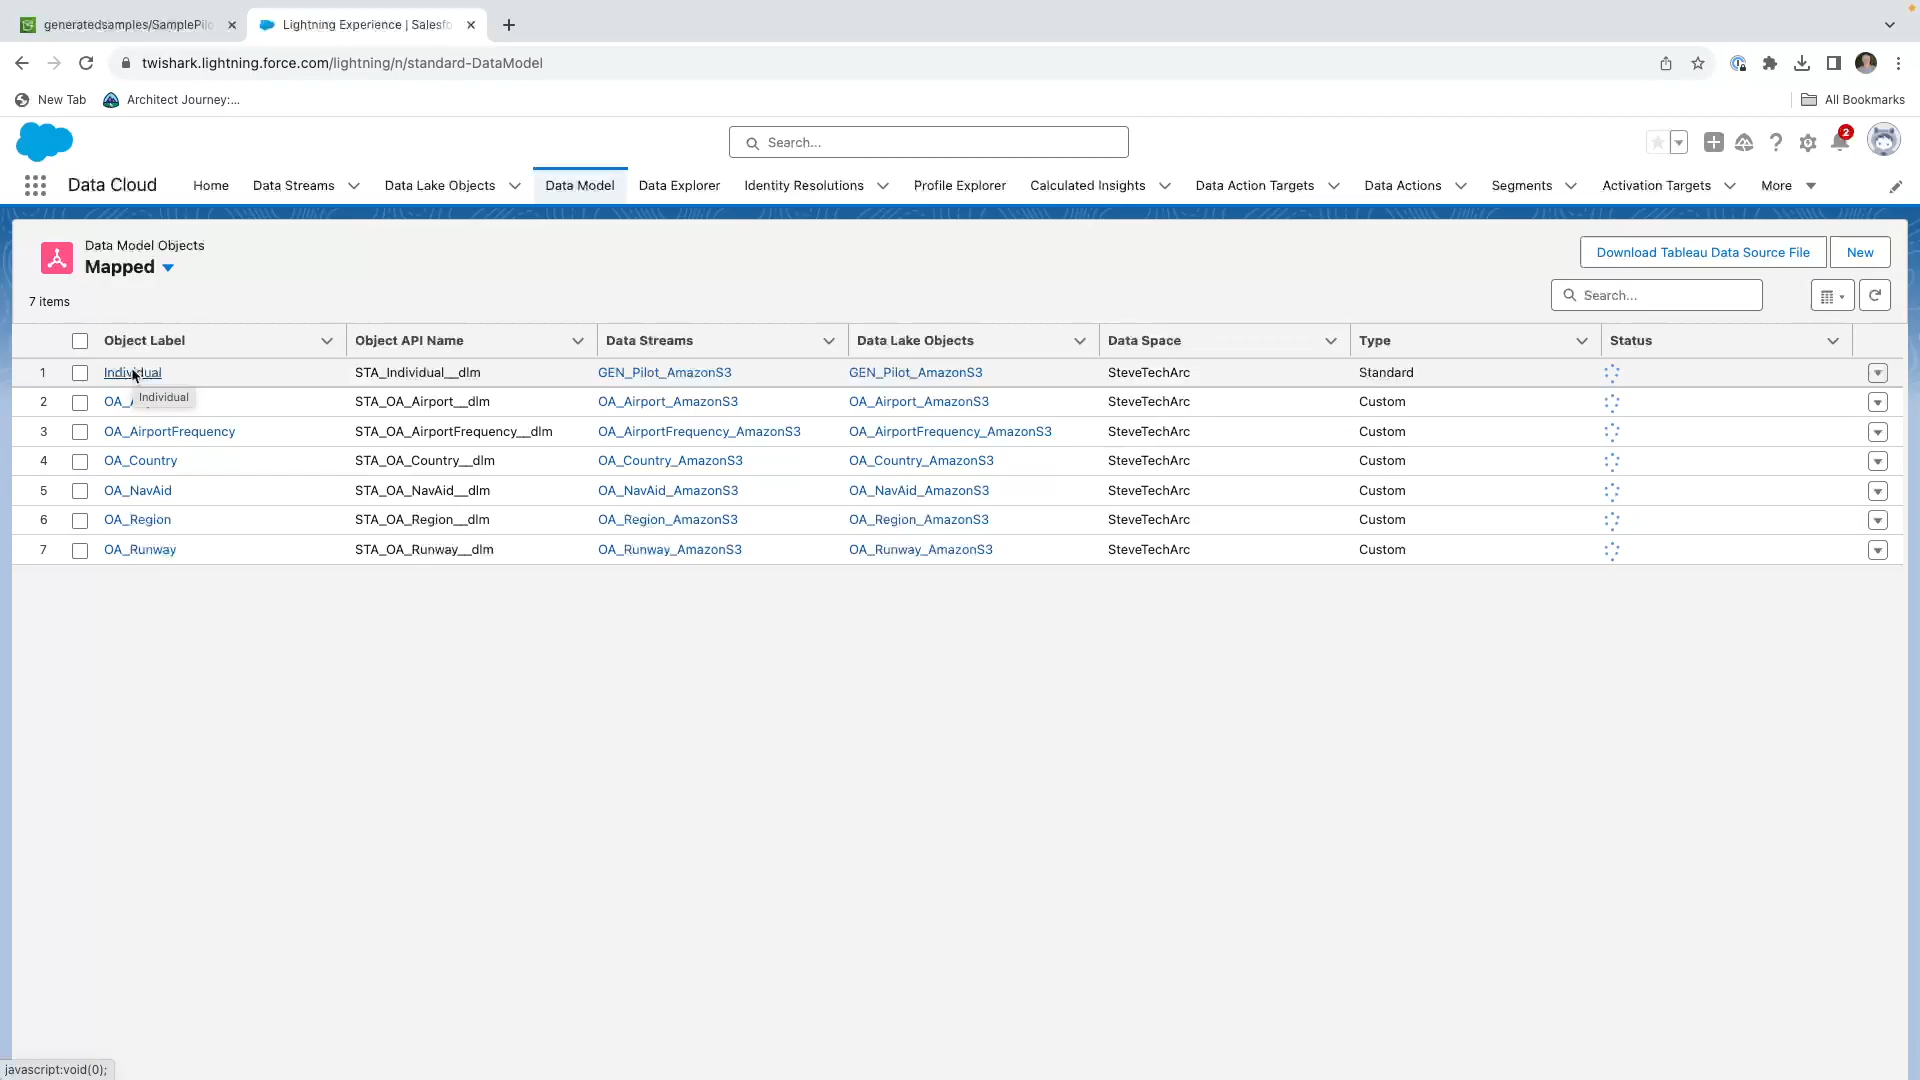 generatedsamples/SamplePilo
Lightning Experience | Salesfo
twishark.lightning.force.com/lightning/n/standard-DataModel
New Tab
Architect Journey:...
All Bookmarks
Search...
2
Data Cloud
Home
Data Streams
Data Lake Objects
Data Model
Data Explorer
Identity Resolutions
Profile Explorer
Calculated Insights
Data Action Targets
Data Actions
Segments
Activation Targets
More
Data Model Objects
Mapped
Download Tableau Data Source File
New
7 items
Search...
Object Label Object API Name Data Streams Data Lake Objects Data Space Type Status
1 Individual STA_Individual__dlm GEN_Pilot_AmazonS3 GEN_Pilot_AmazonS3 SteveTechArc Standard
Individual
2 STA_OA_Airport__dlm OA_Airport_AmazonS3 OA_Airport_AmazonS3 SteveTechArc Custom
3 OA_AirportFrequency STA_OA_AirportFrequency__dlm OA_AirportFrequency_AmazonS3 OA_AirportFrequency_AmazonS3 SteveTechArc Custom
4 OA_Country STA_OA_Country__dlm OA_Country_AmazonS3 OA_Country_AmazonS3 SteveTechArc Custom
5 OA_NavAid STA_OA_NavAid__dlm OA_NavAid_AmazonS3 OA_NavAid_AmazonS3 SteveTechArc Custom
6 OA_Region STA_OA_Region__dlm OA_Region_AmazonS3 OA_Region_AmazonS3 SteveTechArc Custom
7 OA_Runway STA_OA_Runway__dlm OA_Runway_AmazonS3 OA_Runway_AmazonS3 SteveTechArc Custom
javascript:void(0);